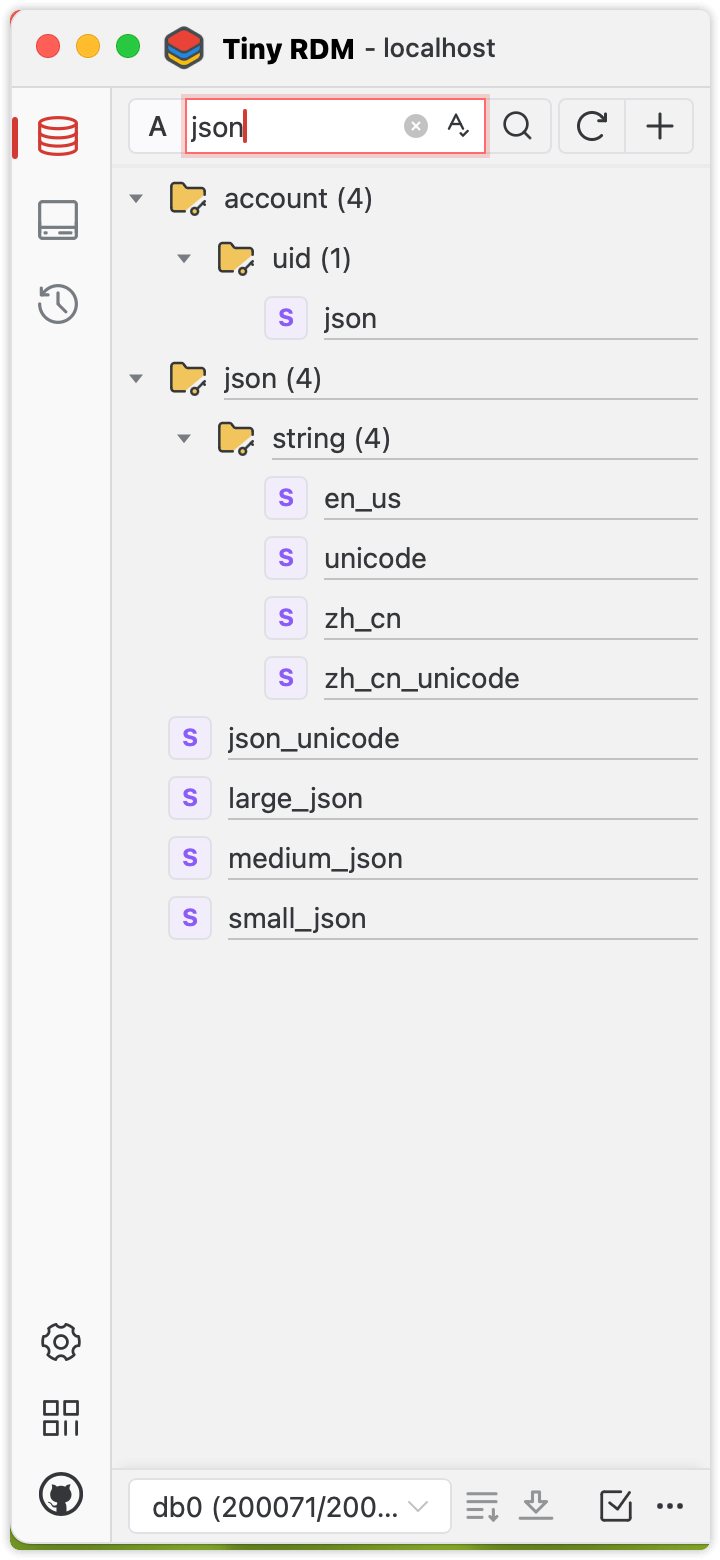 Tiny RDM - localhost
A json
account (4)
uid (1)
S json
json (4)
string (4)
S en_us
S unicode
S zh_cn
S zh_cn_unicode
S json_unicode
S large_json
S medium_json
S small_json
db0 (200071/200...